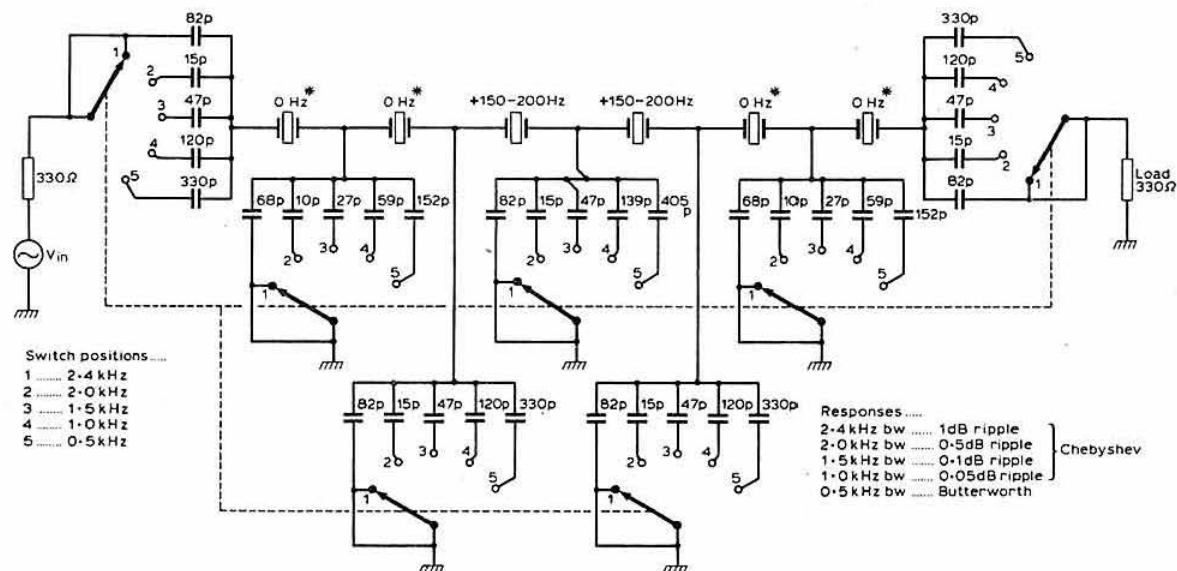 82p
1
15p
2
47p
3
120p
4
5
330p
330Ω
Vin
0 Hz*
0 Hz*
+150-200Hz
+150-200Hz
0 Hz*
0 Hz*
330p
5
120p
4
47p
3
15p
2
82p
1
Load
330Ω
68p 10p 27p 59p 152p
2 3 4 5
1
82p 15p 47p 139p 405p
2 3 4 5
1
68p 10p 27p 59p 152p
2 3 4 5
1
82p 15p 47p 120p 330p
2 3 4 5
1
82p 15p 47p 120p 330p
2 3 4 5
1
Switch positions.....
1 ....... 2·4 kHz
2 ....... 2·0 kHz
3 ....... 1·5 kHz
4 ....... 1·0 kHz
5 ....... 0·5 kHz
Responses .....
2·4 kHz bw ...... 1dB ripple
2·0 kHz bw ...... 0·5dB ripple
1·5 kHz bw ...... 0·1dB ripple
1·0 kHz bw ...... 0·05dB ripple
Chebyshev
0·5 kHz bw ...... Butterworth